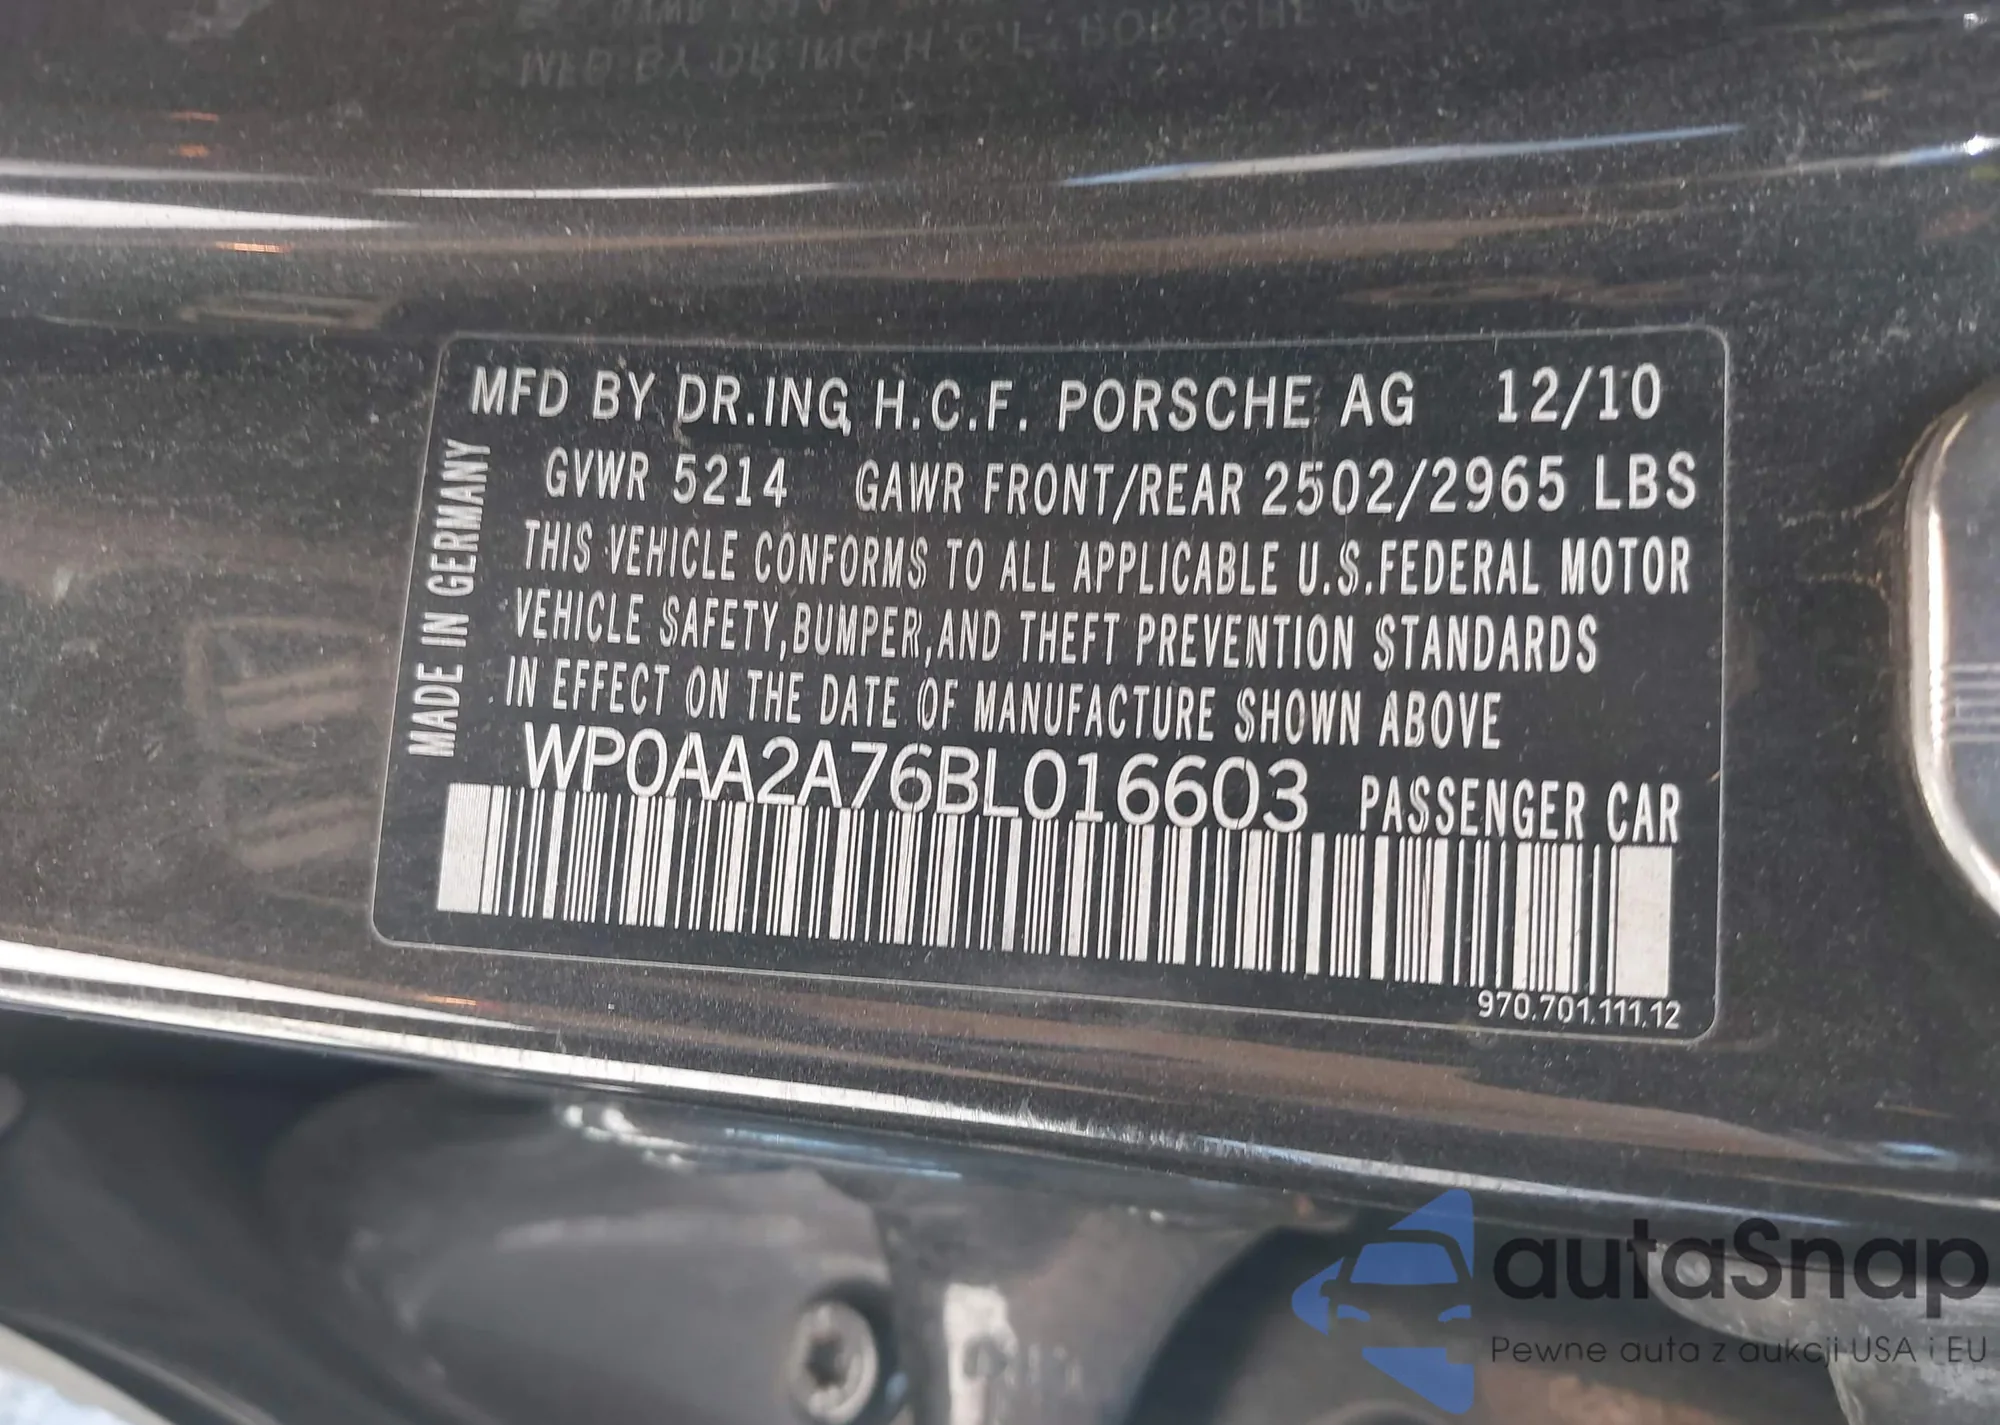 MFD BY DR.ING. H.C.F. PORSCHE AG 12/10
GVWR 5214 GAWR FRONT/REAR 2502/2965 LBS
THIS VEHICLE CONFORMS TO ALL APPLICABLE U.S.FEDERAL MOTOR
VEHICLE SAFETY,BUMPER,AND THEFT PREVENTION STANDARDS
IN EFFECT ON THE DATE OF MANUFACTURE SHOWN ABOVE
WP0AA2A76BL016603 PASSENGER CAR
970.701.111.12
MADE IN GERMANY
autaSnap
Pewne auta z aukcji USA i EU